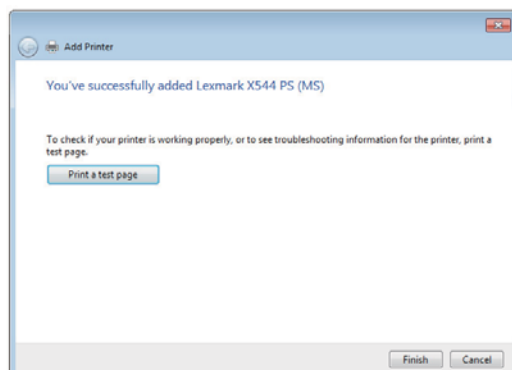 Add Printer
You've successfully added Lexmark X544 PS (MS)
To check if your printer is working properly, or to see troubleshooting information for the printer, print a
test page.
Print a test page
Finish
Cancel